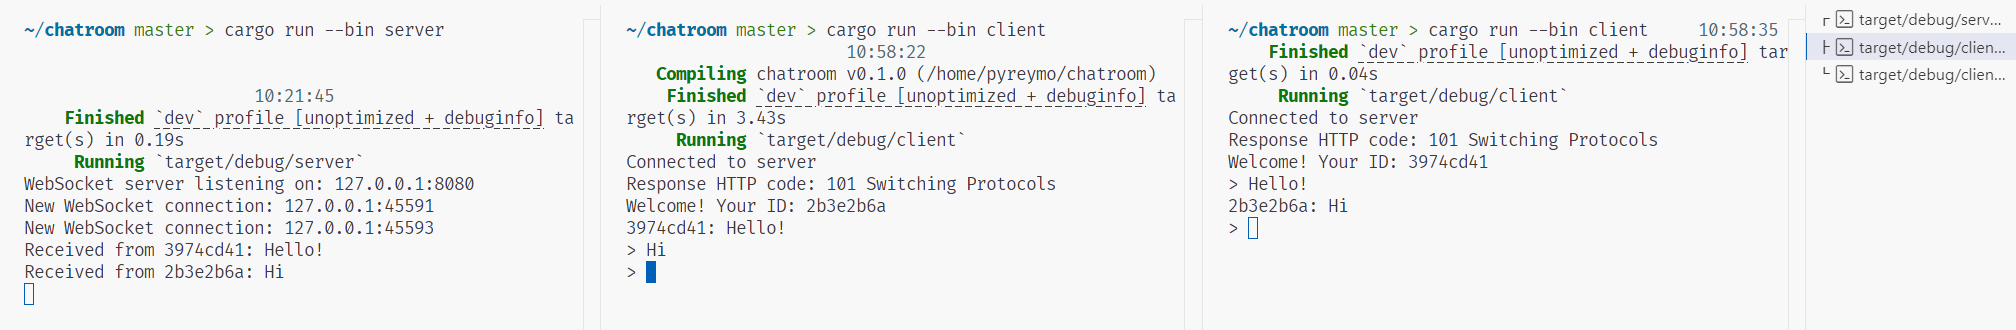 ~/chatroom master > cargo run --bin server
10:21:45
Finished `dev` profile [unoptimized + debuginfo] ta
rget(s) in 0.19s
Running `target/debug/server`
WebSocket server listening on: 127.0.0.1:8080
New WebSocket connection: 127.0.0.1:45591
New WebSocket connection: 127.0.0.1:45593
Received from 3974cd41: Hello!
Received from 2b3e2b6a: Hi
~/chatroom master > cargo run --bin client
10:58:22
Compiling chatroom v0.1.0 (/home/pyreymo/chatroom)
Finished `dev` profile [unoptimized + debuginfo] ta
rget(s) in 3.43s
Running `target/debug/client`
Connected to server
Response HTTP code: 101 Switching Protocols
Welcome! Your ID: 2b3e2b6a
3974cd41: Hello!
> Hi
>
~/chatroom master > cargo run --bin client 10:58:35
Finished `dev` profile [unoptimized + debuginfo] tar
get(s) in 0.04s
Running `target/debug/client`
Connected to server
Response HTTP code: 101 Switching Protocols
Welcome! Your ID: 3974cd41
> Hello!
2b3e2b6a: Hi
>
target/debug/serv...
target/debug/clien...
target/debug/clien...